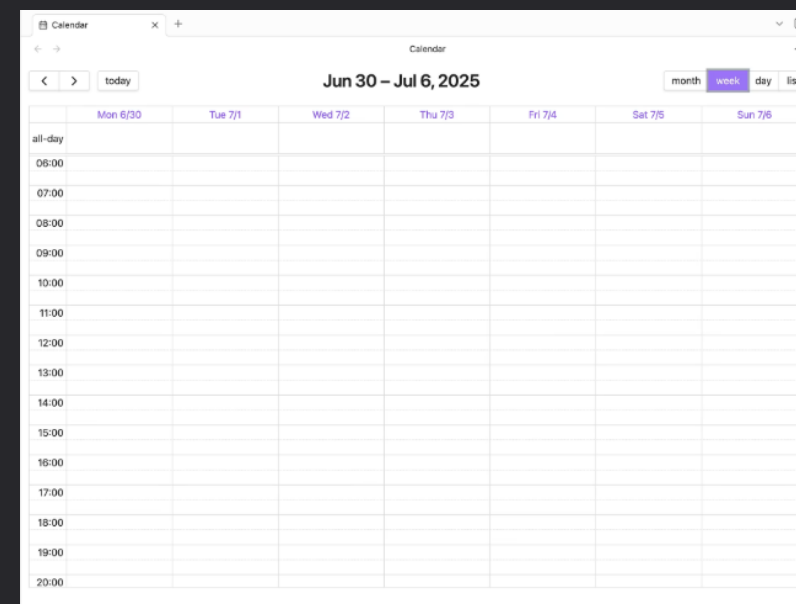 Calendar
Calendar
today
Jun 30 – Jul 6, 2025
month week day
Mon 6/30 Tue 7/1 Wed 7/2 Thu 7/3 Fri 7/4 Sat 7/5 Sun 7/6
all-day
06:00
07:00
08:00
09:00
10:00
11:00
12:00
13:00
14:00
15:00
16:00
17:00
18:00
19:00
20:00